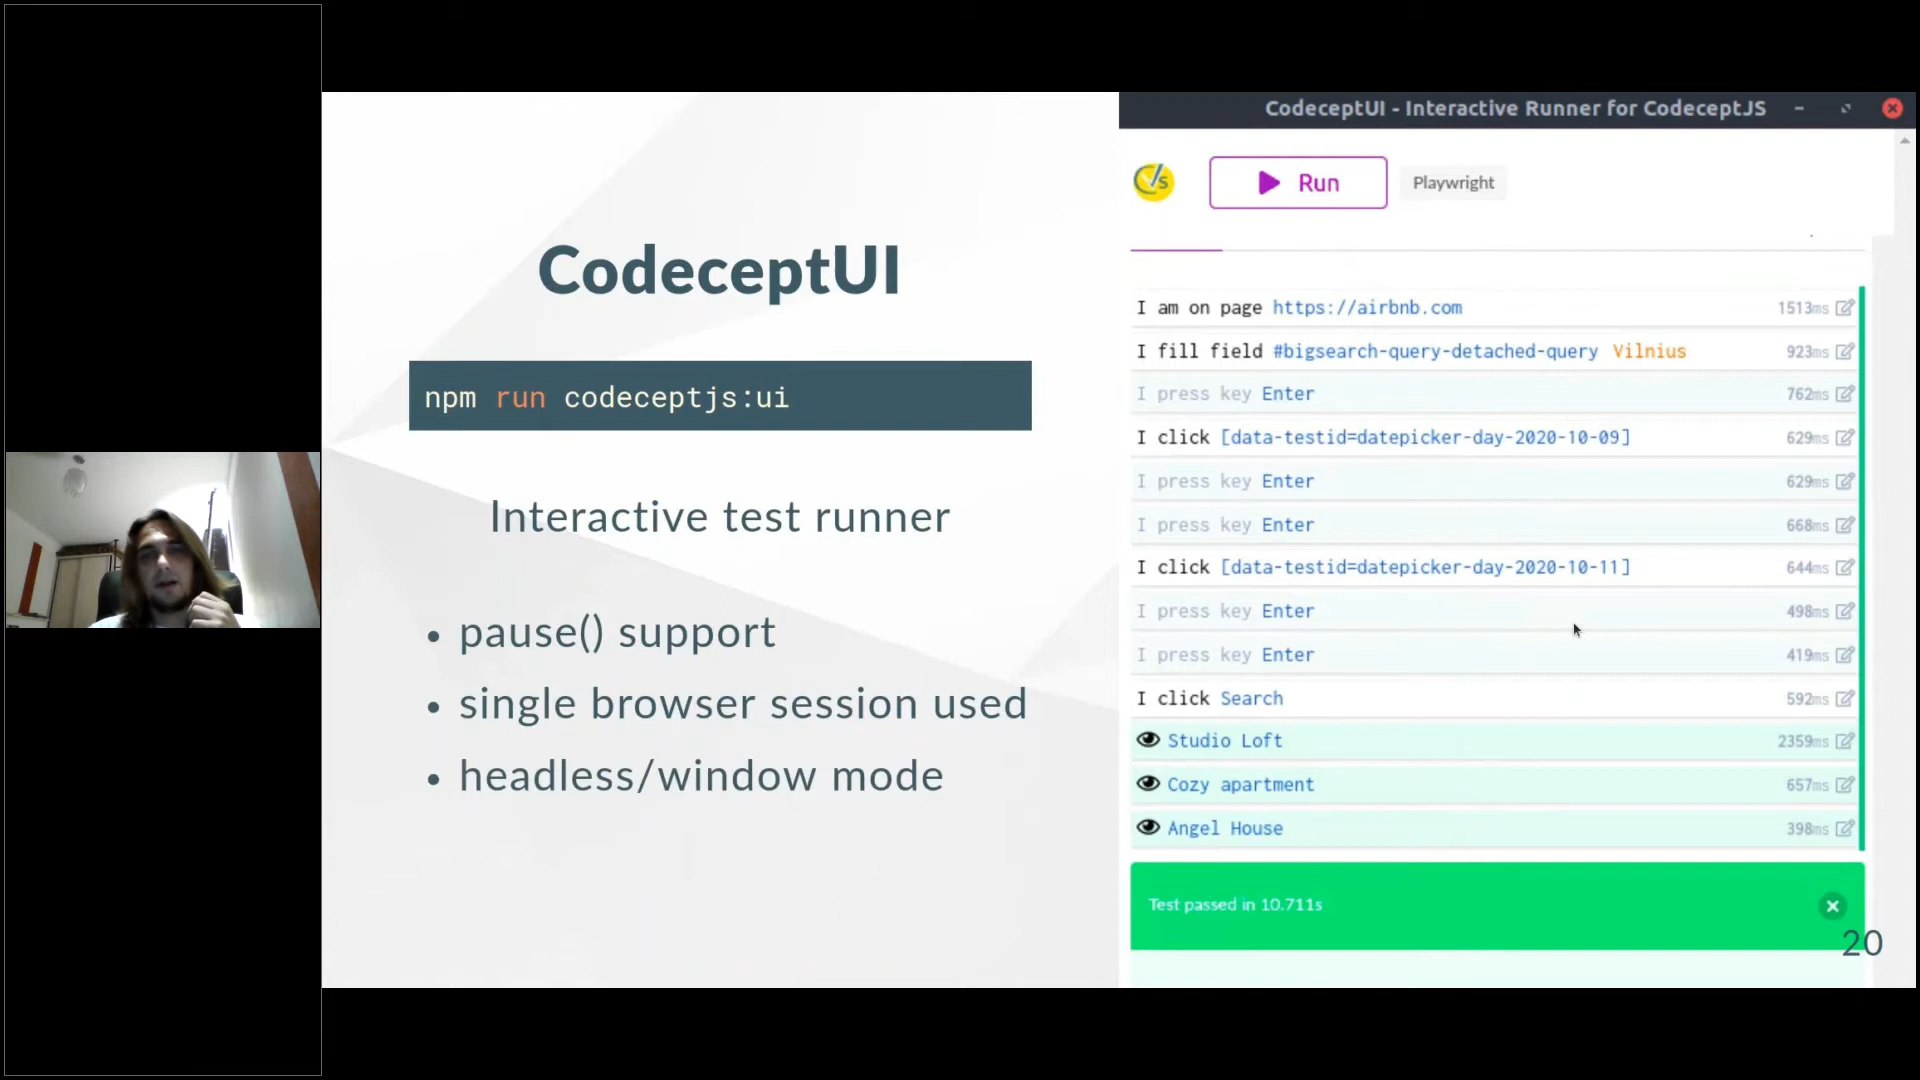 CodeceptUI
npm run codeceptjs:ui
Interactive test runner
• pause() support
• single browser session used
• headless/window mode
CodeceptUI - Interactive Runner for CodeceptJS
Run
Playwright
I am on page https://airbnb.com 1513ms
I fill field #bigsearch-query-detached-query Vilnius 923ms
I press key Enter 762ms
I click [data-testid=datepicker-day-2020-10-09] 629ms
I press key Enter 629ms
I press key Enter 668ms
I click [data-testid=datepicker-day-2020-10-11] 644ms
I press key Enter 498ms
I press key Enter 419ms
I click Search 592ms
Studio Loft 2359ms
Cozy apartment 657ms
Angel House 398ms
Test passed in 10.711s
20